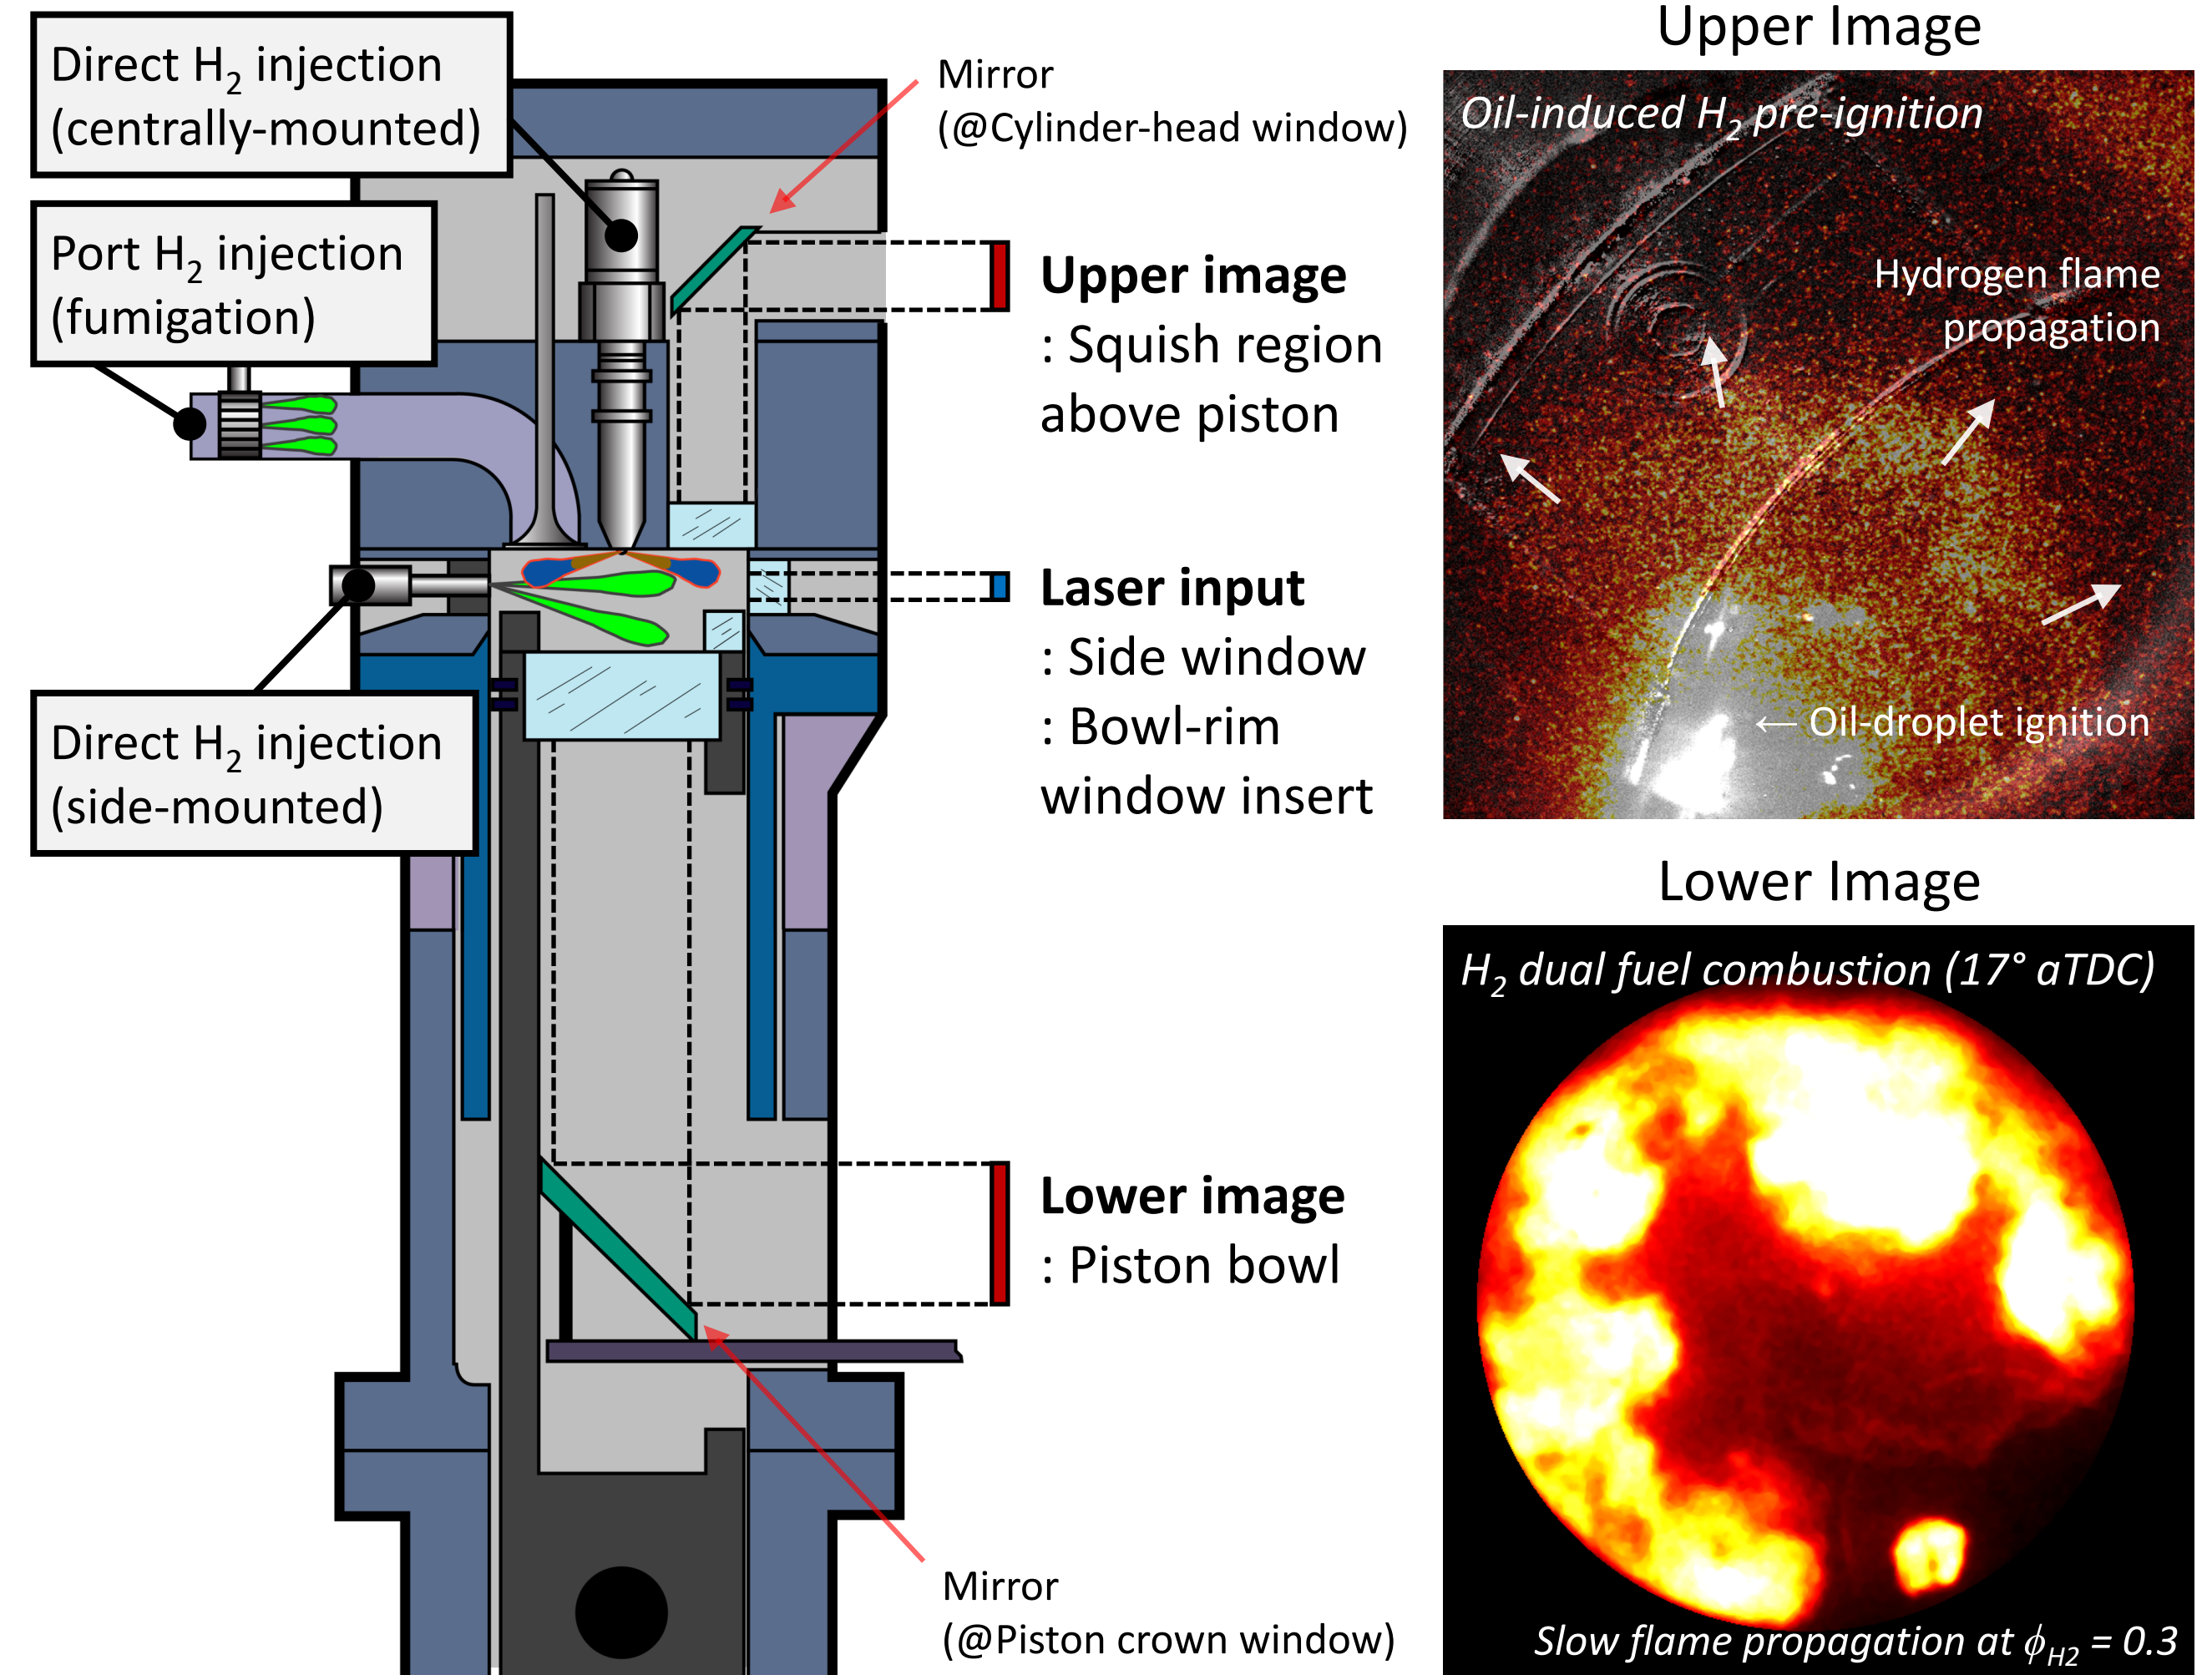 Direct H₂ injection
(centrally-mounted)
Port H₂ injection
(fumigation)
Direct H₂ injection
(side-mounted)
Mirror
(@Cylinder-head window)
Upper image
: Squish region
above piston
Laser input
: Side window
: Bowl-rim
window insert
Lower image
: Piston bowl
Mirror
(@Piston crown window)
Upper Image
Oil-induced H₂ pre-ignition
Hydrogen flame
propagation
← Oil-droplet ignition
Lower Image
H₂ dual fuel combustion (17° aTDC)
Slow flame propagation at ϕH2 = 0.3